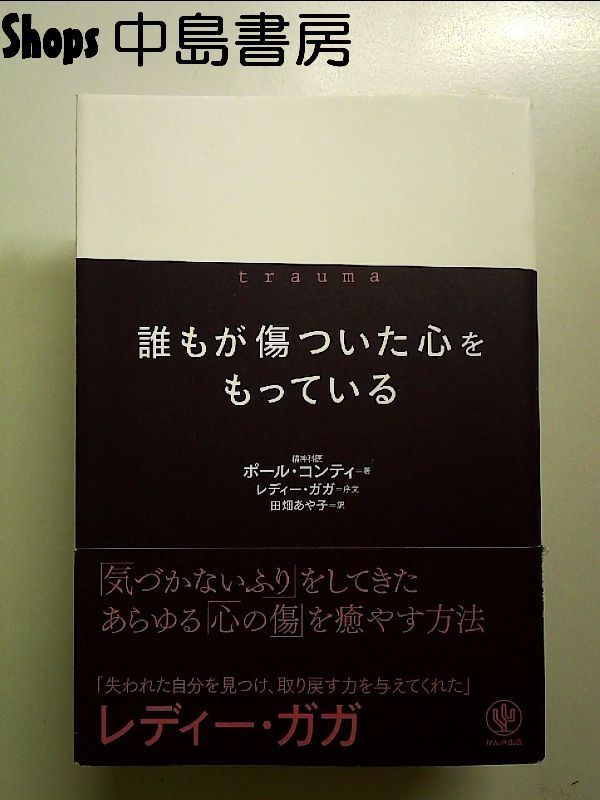 Shops 中島書房
trauma
誰もが傷ついた心を
もっている
精神科医
ポール・コンティ=著
レディー・ガガ=序文
田畑あや子=訳
「気づかないふり」をしてきた
あらゆる「心の傷」を癒やす方法
「失われた自分を見つけ、取り戻す力を与えてくれた」
レディー・ガガ
かんき出版